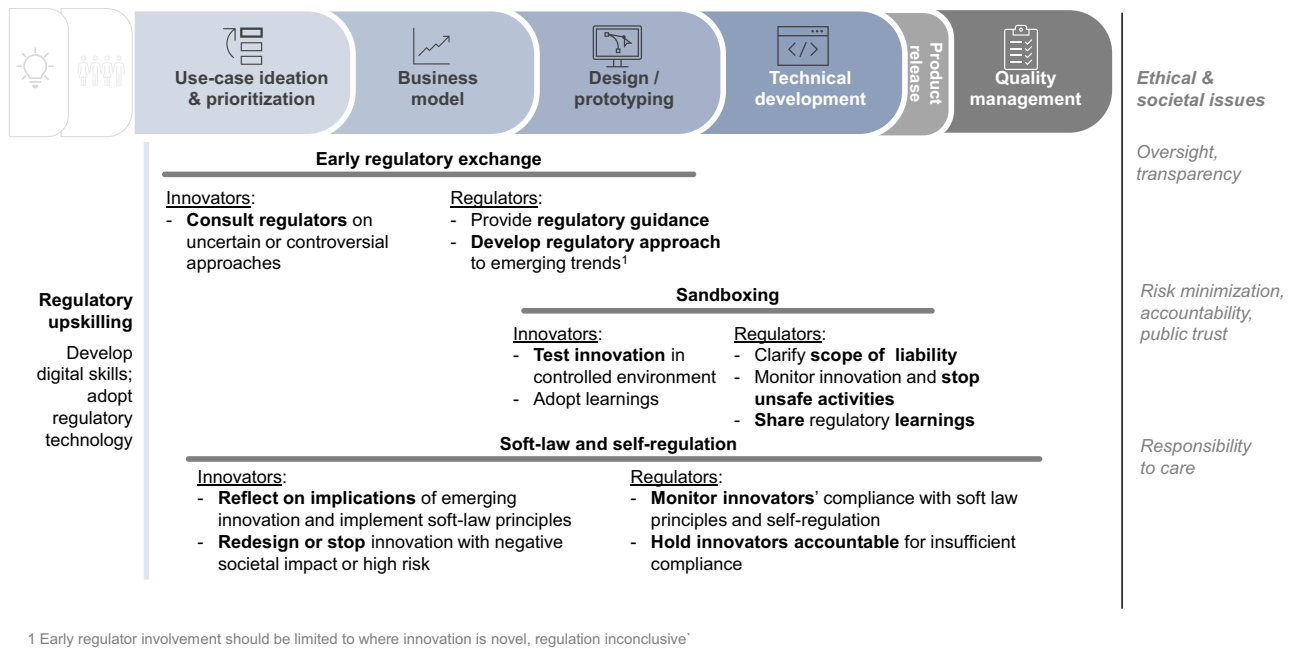 Use-case ideation
& prioritization
Business
model
Design /
prototyping
</>
Technical
development
Product
release
Quality
management
Ethical &
societal issues
Early regulatory exchange
Innovators:
- Consult regulators on
uncertain or controversial
approaches
Regulators:
- Provide regulatory guidance
- Develop regulatory approach
to emerging trends1
Oversight,
transparency
Regulatory
upskilling
Develop
digital skills;
adopt
regulatory
technology
Sandboxing
Innovators:
- Test innovation in
controlled environment
- Adopt learnings
Regulators:
- Clarify scope of  liability
- Monitor innovation and stop
unsafe activities
- Share regulatory learnings
Risk minimization,
accountability,
public trust
Soft-law and self-regulation
Innovators:
- Reflect on implications of emerging
innovation and implement soft-law principles
- Redesign or stop innovation with negative
societal impact or high risk
Regulators:
- Monitor innovators' compliance with soft law
principles and self-regulation
- Hold innovators accountable for insufficient
compliance
Responsibility
to care
1 Early regulator involvement should be limited to where innovation is novel, regulation inconclusive`